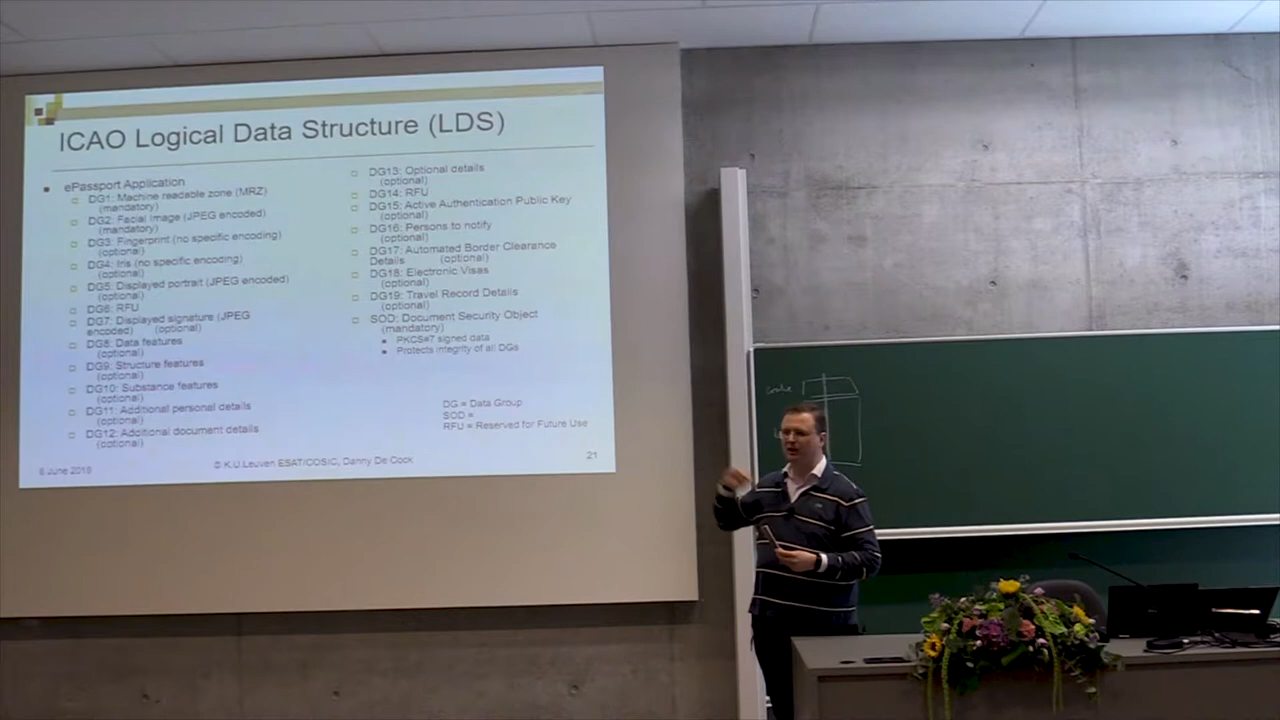 ICAO Logical Data Structure (LDS)
ePassport Application
DG1: Machine readable zone (MRZ)
(mandatory)
DG2: Facial Image (JPEG encoded)
(mandatory)
DG3: Fingerprint (no specific encoding)
(optional)
DG4: Iris (no specific encoding)
(optional)
DG5: Displayed portrait (JPEG encoded)
(optional)
DG6: RFU
DG7: Displayed signature (JPEG
encoded) (optional)
DG8: Data features
(optional)
DG9: Structure features
(optional)
DG10: Substance features
(optional)
DG11: Additional personal details
(optional)
DG12: Additional document details
(optional)
DG13: Optional details
(optional)
DG14: RFU
DG15: Active Authentication Public Key
(optional)
DG16: Persons to notify
(optional)
DG17: Automated Border Clearance
Details (optional)
DG18: Electronic Visas
(optional)
DG19: Travel Record Details
(optional)
SOD: Document Security Object
(mandatory)
PKCS#7 signed data
Protects integrity of all DGs
DG = Data Group
SOD =
RFU = Reserved for Future Use
© K.U.Leuven ESAT/COSIC, Danny De Cock
21